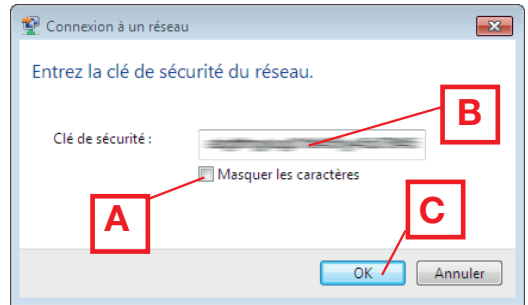 Connexion à un réseau
Entrez la clé de sécurité du réseau.
B
Clé de sécurité :
Masquer les caractères
A
C
OK
Annuler